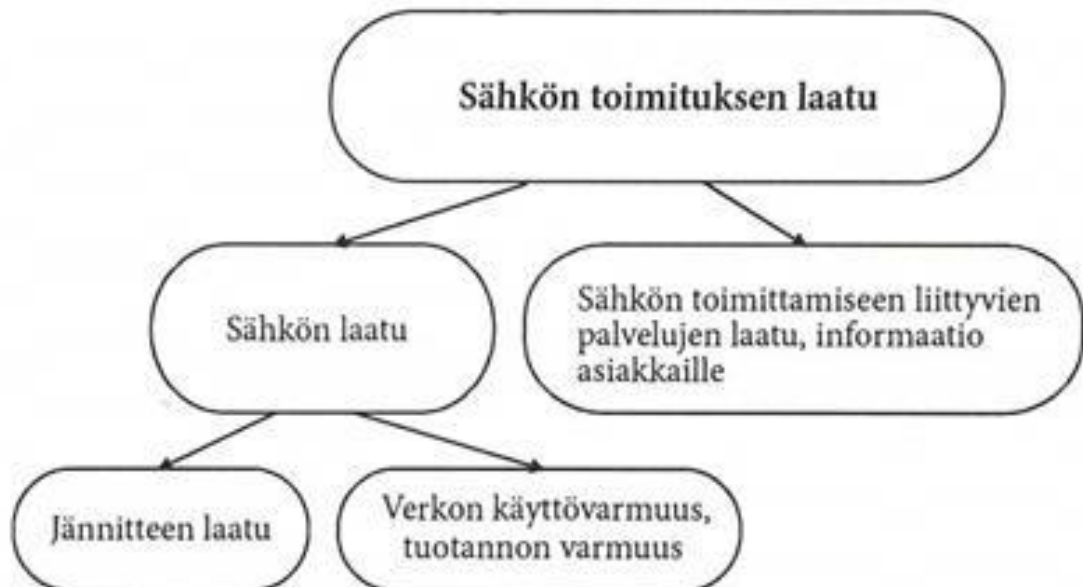 Sähkön toimituksen laatu
Sähkön laatu
Sähkön toimittamiseen liittyvien
palvelujen laatu, informaatio
asiakkaille
Jännitteen laatu
Verkon käyttövarmuus,
tuotannon varmuus